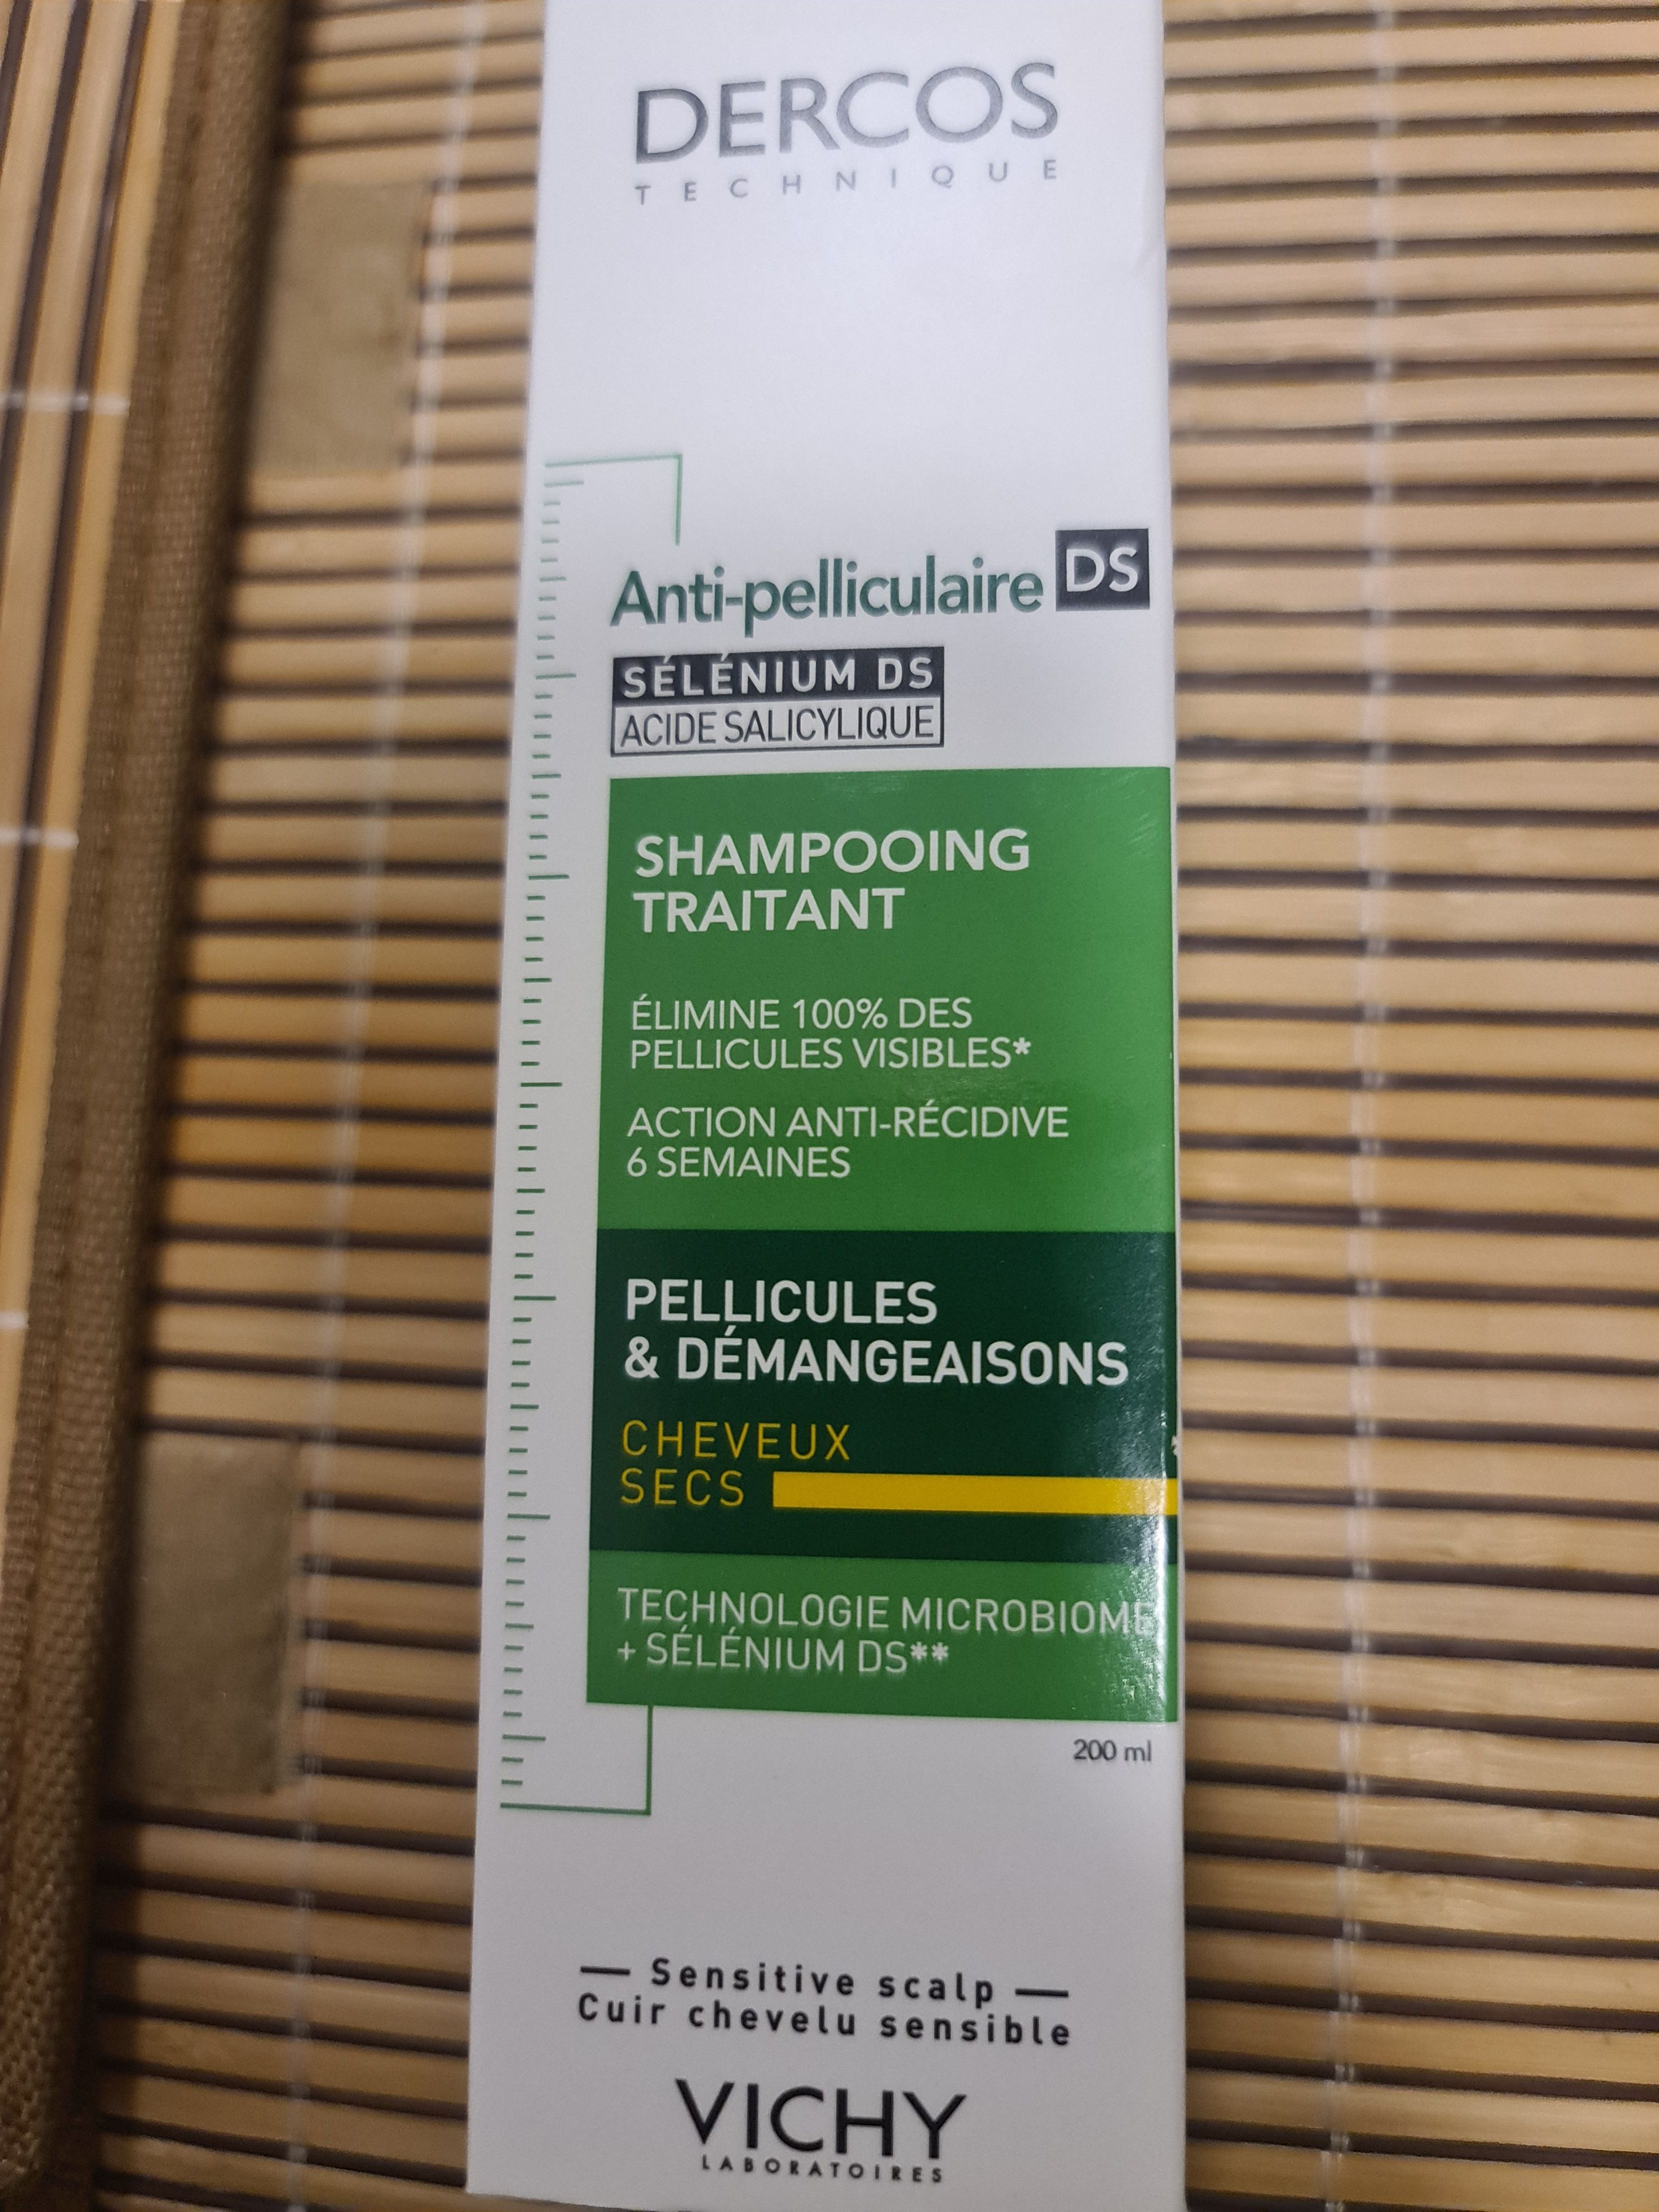 DERCOS
TECHNIQUE
Anti-pelliculaire DS
SÉLÉNIUM DS
ACIDE SALICYLIQUE
SHAMPOOING
TRAITANT
ÉLIMINE 100% DES
PELLICULES VISIBLES*
ACTION ANTI-RÉCIDIVE
6 SEMAINES
PELLICULES
& DÉMANGEAISONS
CHEVEUX
SECS
TECHNOLOGIE MICROBIOME
+ SÉLÉNIUM DS**
200 ml
— Sensitive scalp —
Cuir chevelu sensible
VICHY
LABORATOIRES